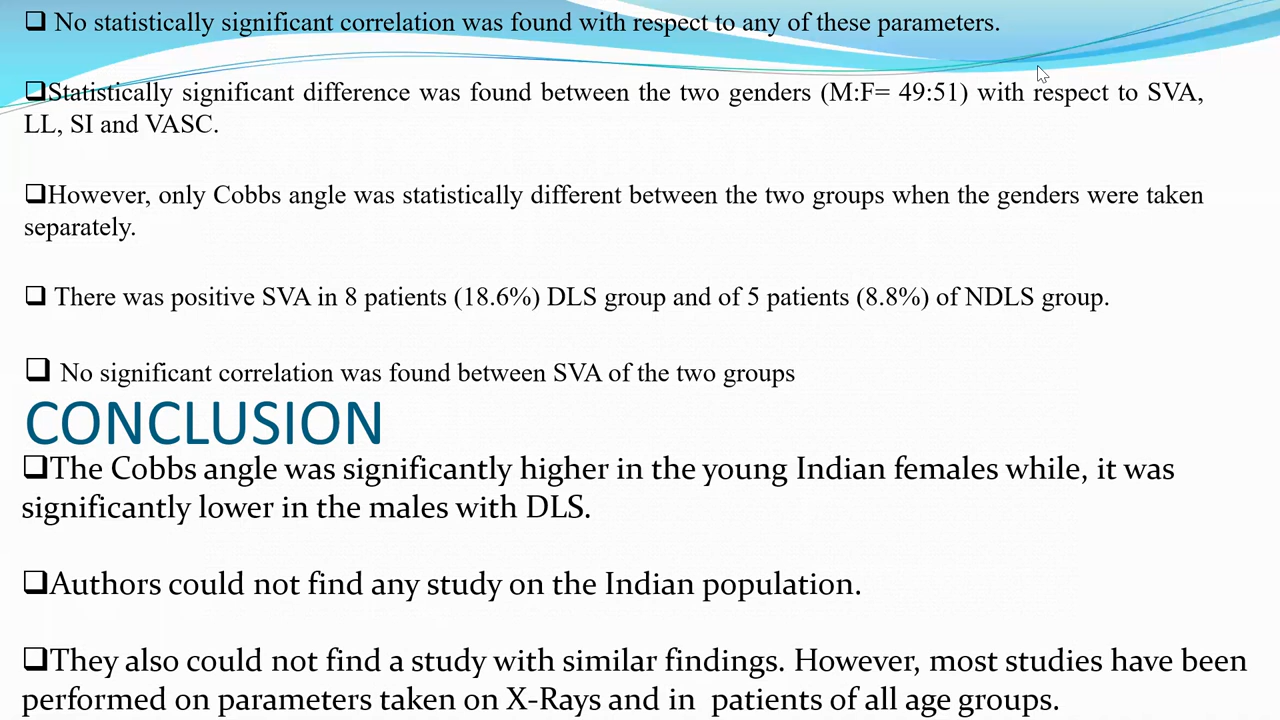 ❑ No statistically significant correlation was found with respect to any of these parameters.
❑Statistically significant difference was found between the two genders (M:F= 49:51) with respect to SVA,
LL, SI and VASC.
❑However, only Cobbs angle was statistically different between the two groups when the genders were taken
separately.
❑ There was positive SVA in 8 patients (18.6%) DLS group and of 5 patients (8.8%) of NDLS group.
❑ No significant correlation was found between SVA of the two groups
CONCLUSION
❑The Cobbs angle was significantly higher in the young Indian females while, it was
significantly lower in the males with DLS.
❑Authors could not find any study on the Indian population.
❑They also could not find a study with similar findings. However, most studies have been
performed on parameters taken on X-Rays and in patients of all age groups.